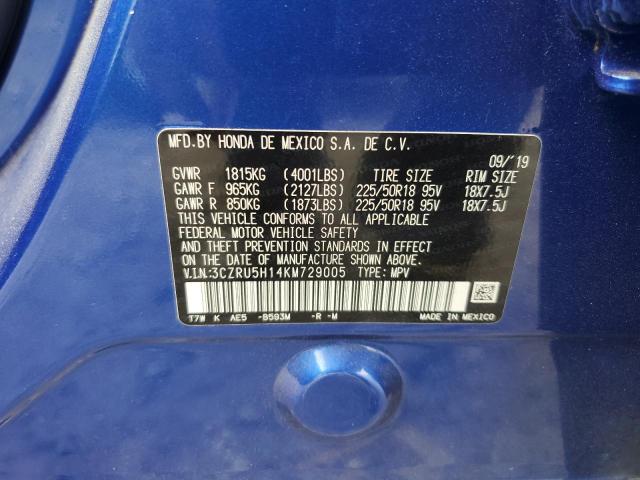 MFD.BY HONDA DE MEXICO S.A. DE C.V.
09/'19
GVWR 1815KG (4001LBS) TIRE SIZE RIM SIZE
GAWR F 965KG (2127LBS) 225/50R18 95V 18X7.5J
GAWR R 850KG (1873LBS) 225/50R18 95V 18X7.5J
THIS VEHICLE CONFORMS TO ALL APPLICABLE
FEDERAL MOTOR VEHICLE SAFETY
AND THEFT PREVENTION STANDARDS IN EFFECT
ON THE DATE OF MANUFACTURE SHOWN ABOVE.
V.I.N:3CZRU5H14KM729005 TYPE: MPV
T7W K AE5 -B593M -R -M MADE IN MEXICO